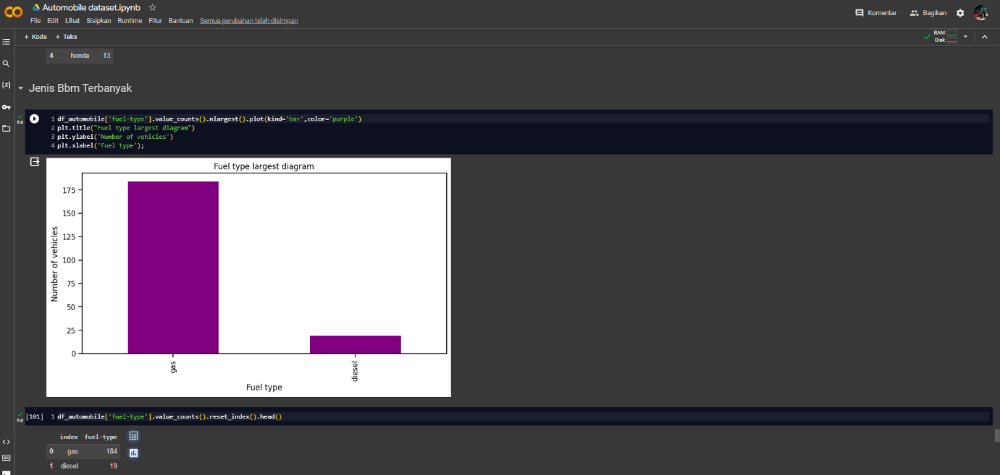 CO Automobile dataset.ipynb
Komentar Bagikan
File Edit Lihat Sisipkan Runtime Fitur Bantuan Semua perubahan telah disimpan
+ Kode + Teks
RAM
Disk
4 honda 13
{x}
Jenis Bbm Terbanyak
0 d
1 df_automobile['fuel-type'].value_counts().nlargest().plot(kind='bar',color='purple')
2 plt.title("Fuel type largest diagram")
3 plt.ylabel('Number of vehicles')
4 plt.xlabel('Fuel type');
Fuel type largest diagram
Number of vehicles
175
150
125
100
75
50
25
0
gas
diesel
Fuel type
0 d
[101] 1 df_automobile['fuel-type'].value_counts().reset_index().head()
index fuel-type
0 gas 184
1 diesel 19